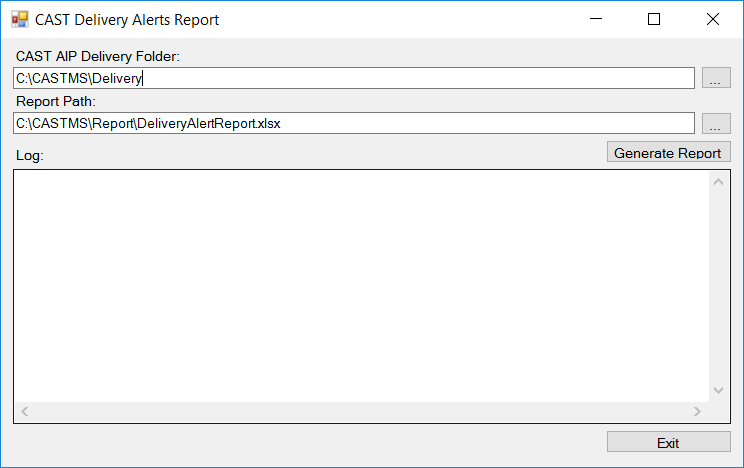 CAST Delivery Alerts Report
CAST AIP Delivery Folder:
C:\CASTMS\Delivery
...
Report Path:
C:\CASTMS\Report\DeliveryAlertReport.xlsx
...
Log:
Generate Report
Exit